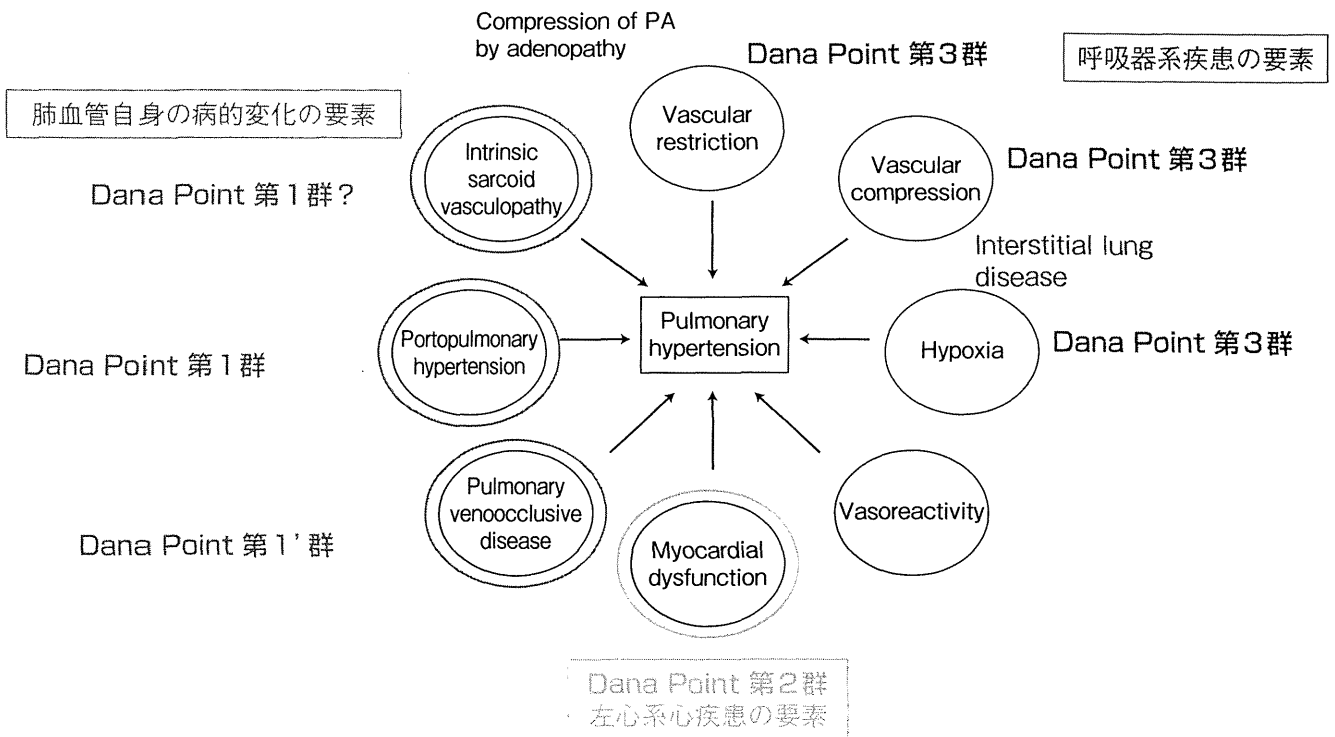 Compression of PA
by adenopathy
Dana Point 第3群
呼吸器系疾患の要素
肺血管自身の病的変化の要素
Vascular
restriction
Intrinsic
sarcoid
vasculopathy
Vascular
compression
Dana Point 第3群
Dana Point 第1群?
Interstitial lung
disease
Pulmonary
hypertension
Portopulmonary
hypertension
Hypoxia
Dana Point 第3群
Dana Point 第1群
Pulmonary
venoocclusive
disease
Vasoreactivity
Dana Point 第1'群
Myocardial
dysfunction
Dana Point 第2群
左心系心疾患の要素